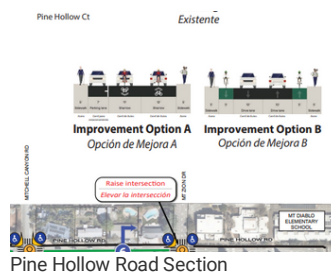 Pine Hollow Ct
Existente
Improvement Option A
Opción de Mejora A
Improvement Option B
Opción de Mejora B
MITCHELL CANYON RD
Raise intersection
Elevar la intersección
MT ZION DR
MT DIABLO
ELEMENTARY
SCHOOL
PINE HOLLOW RD
PINE HOLLOW RD
Pine Hollow Road Section